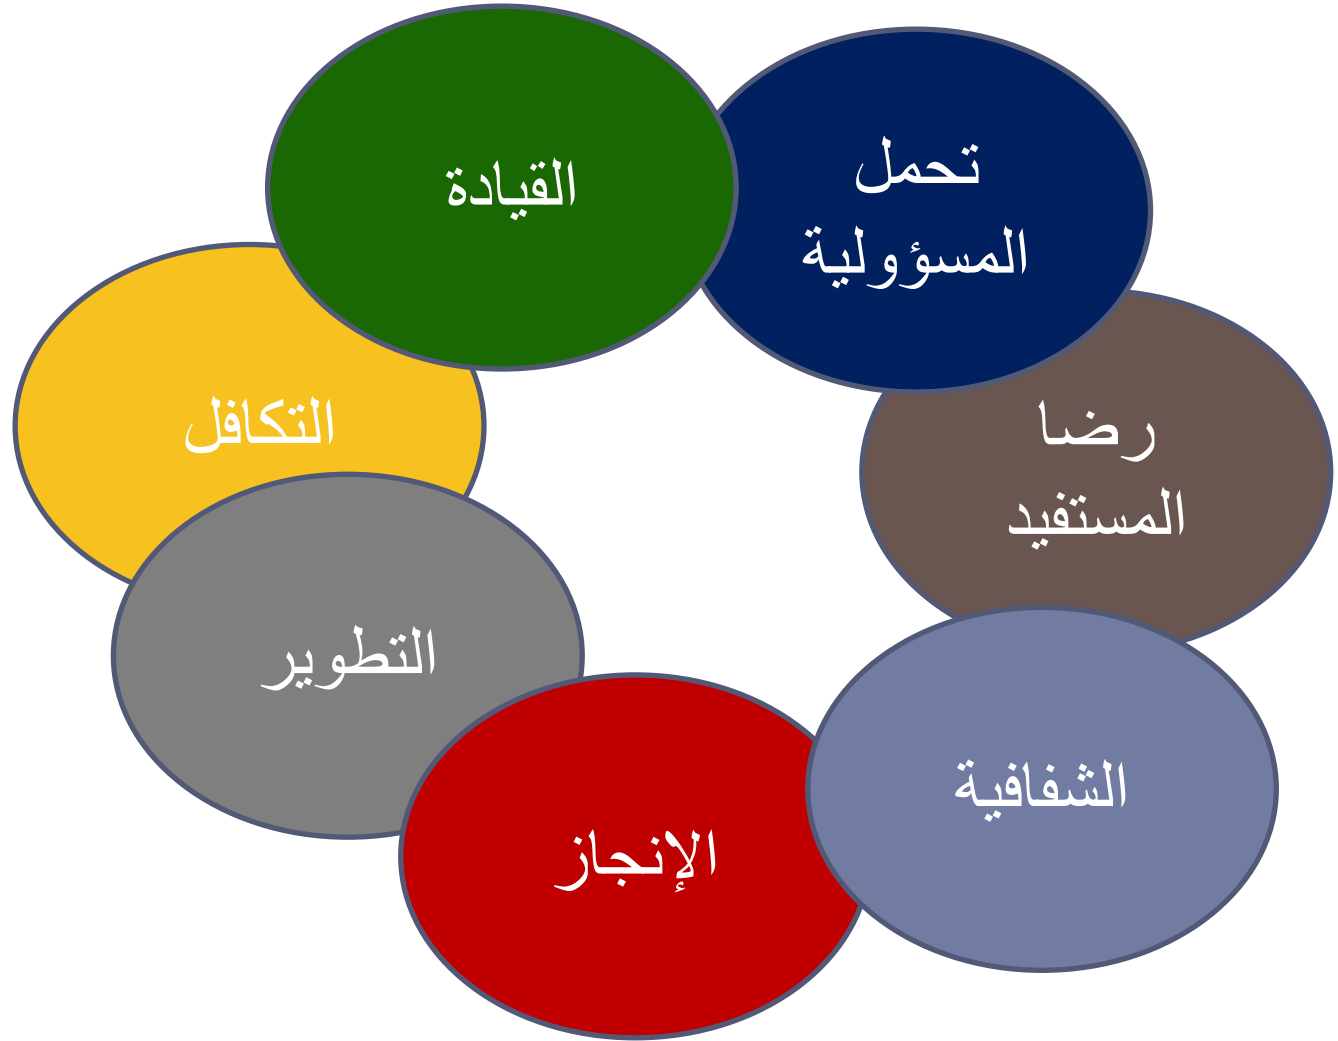 القيادة
تحمل
المسؤولية
رضا
المستفيد
الشفافية
الإنجاز
التطوير
التكافل